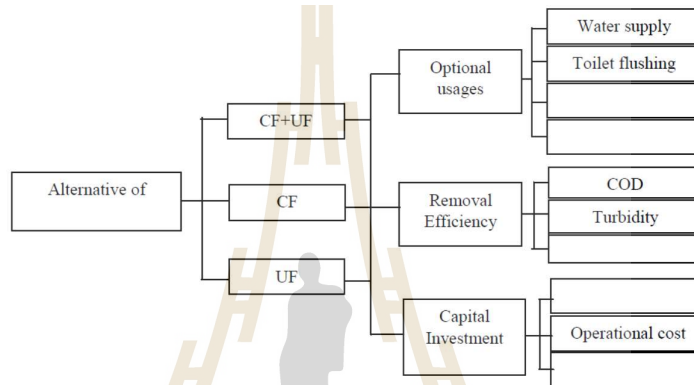 Water supply
Optional
usages
Toilet flushing
CF+UF
Alternative of
CF
Removal
Efficiency
COD
Turbidity
UF
Capital
Investment
Operational cost